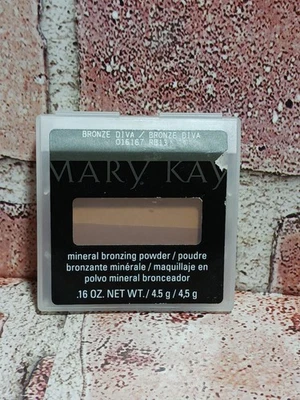 BRONZE DIVA / BRONZE DIVA
016167
MARY KAY
mineral bronzing powder / poudre
bronzante minérale / maquillaje en
polvo mineral bronceador
.16 OZ. NET WT. / 4.5 g / 4,5 g